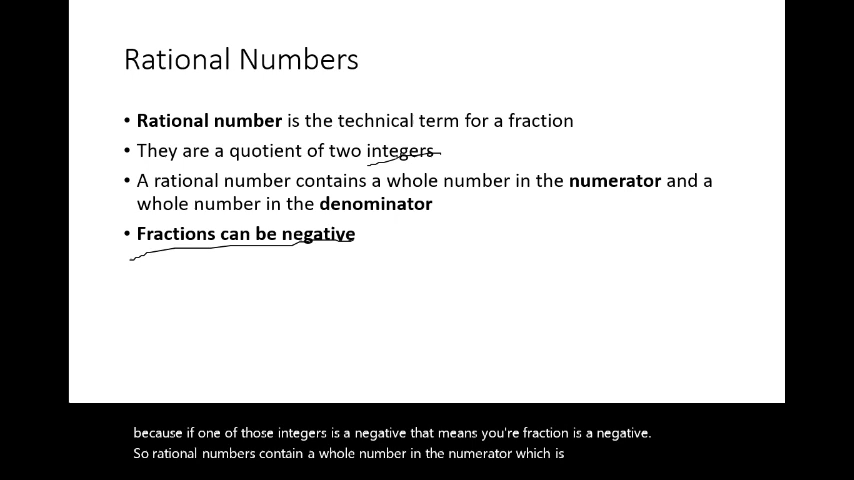 Rational Numbers
• Rational number is the technical term for a fraction
• They are a quotient of two integers
• A rational number contains a whole number in the numerator and a
whole number in the denominator
• Fractions can be negative
because if one of those integers is a negative that means you're fraction is a negative.
So rational numbers contain a whole number in the numerator which is